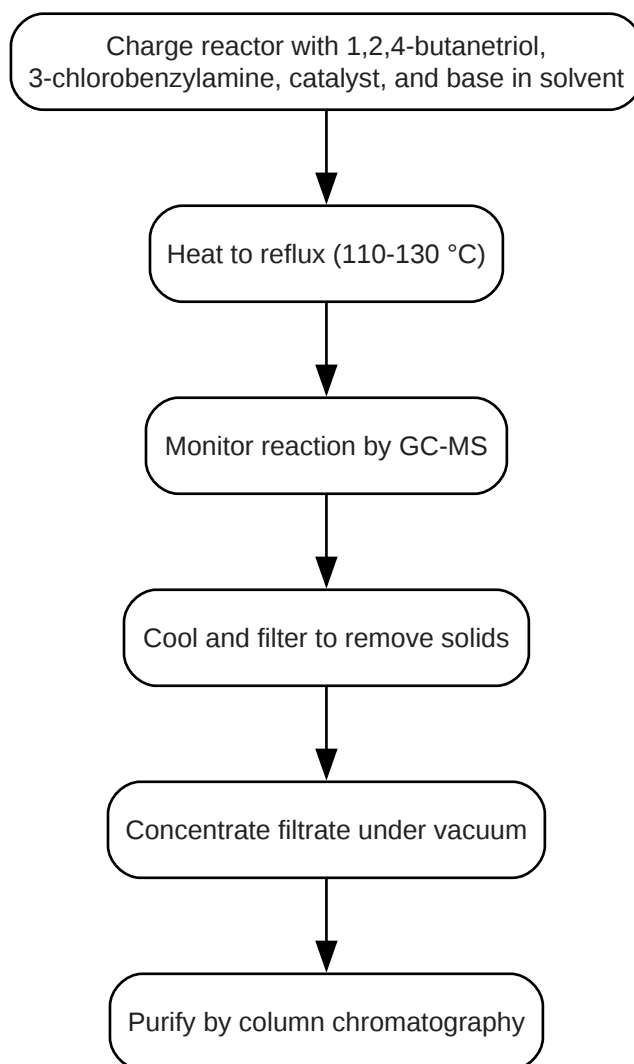 Charge reactor with 1,2,4-butanetriol,
3-chlorobenzylamine, catalyst, and base in solvent
Heat to reflux (110-130 °C)
Monitor reaction by GC-MS
Cool and filter to remove solids
Concentrate filtrate under vacuum
Purify by column chromatography